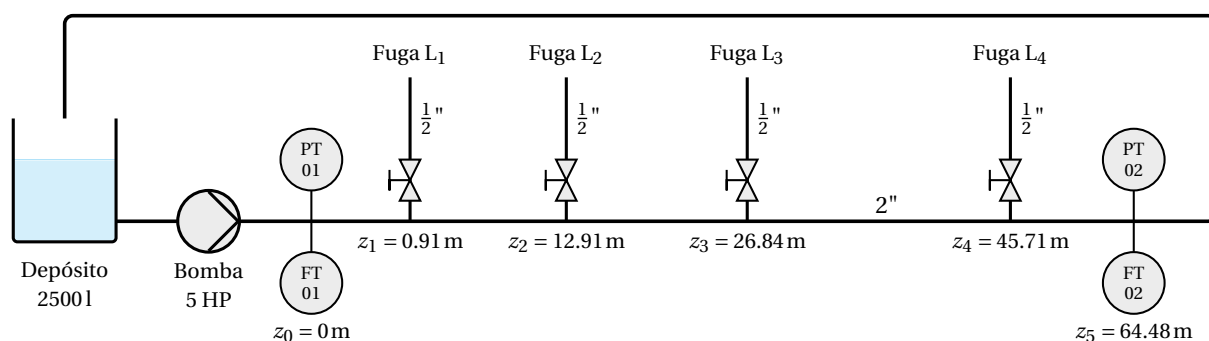 Fuga L₁
Fuga L₂
Fuga L₃
Fuga L₄
½"
½"
½"
½"
PT
01
PT
02
2"
z₁ = 0.91 m
z₂ = 12.91 m
z₃ = 26.84 m
z₄ = 45.71 m
Depósito
2500 l
Bomba
5 HP
FT
01
FT
02
z₀ = 0 m
z₅ = 64.48 m